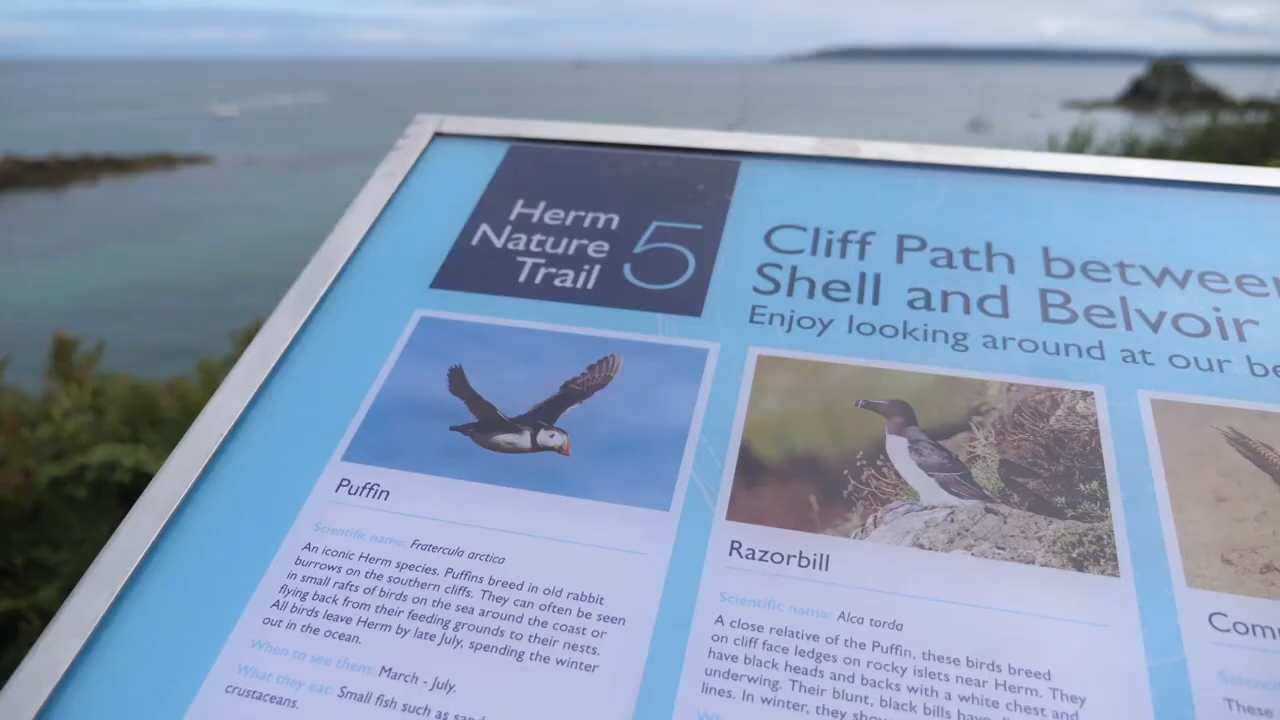 Herm
Nature
Trail
5
Cliff Path between
Shell and Belvoir
Enjoy looking around at our
Puffin
Scientific name: Fratercula arctica
An iconic Herm species. Puffins breed in old rabbit
burrows on the southern cliffs. They can often be seen
in small rafts of birds on the sea around the coast or
flying back from their feeding grounds to their nests.
All birds leave Herm by late July, spending the winter
out in the ocean.
When to see them: March - July.
What they eat: Small fish such as
crustaceans.
Razorbill
Scientific name: Alca torda
A close relative of the Puffin, these birds breed
on cliff face ledges on rocky islets near Herm. They
have black heads and backs with a white chest and
underwing. Their blunt, black bills have
lines. In winter, they
These